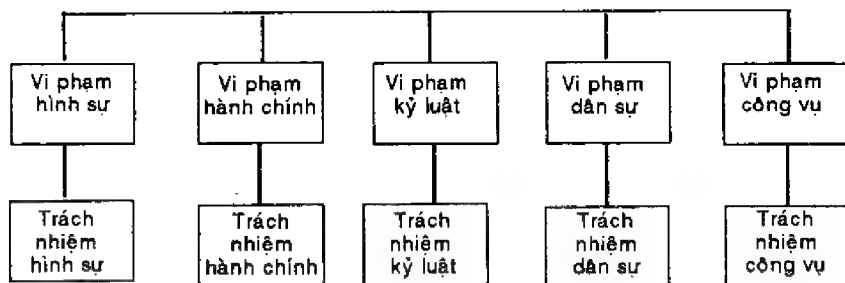 Vi phạm
hình sự
Vi phạm
hành chính
Vi phạm
kỷ luật
Vi phạm
dân sự
Vi phạm
công vụ
Trách
nhiệm
hình sự
Trách
nhiệm
hành chính
Trách
nhiệm
kỷ luật
Trách
nhiệm
dân sự
Trách
nhiệm
công vụ